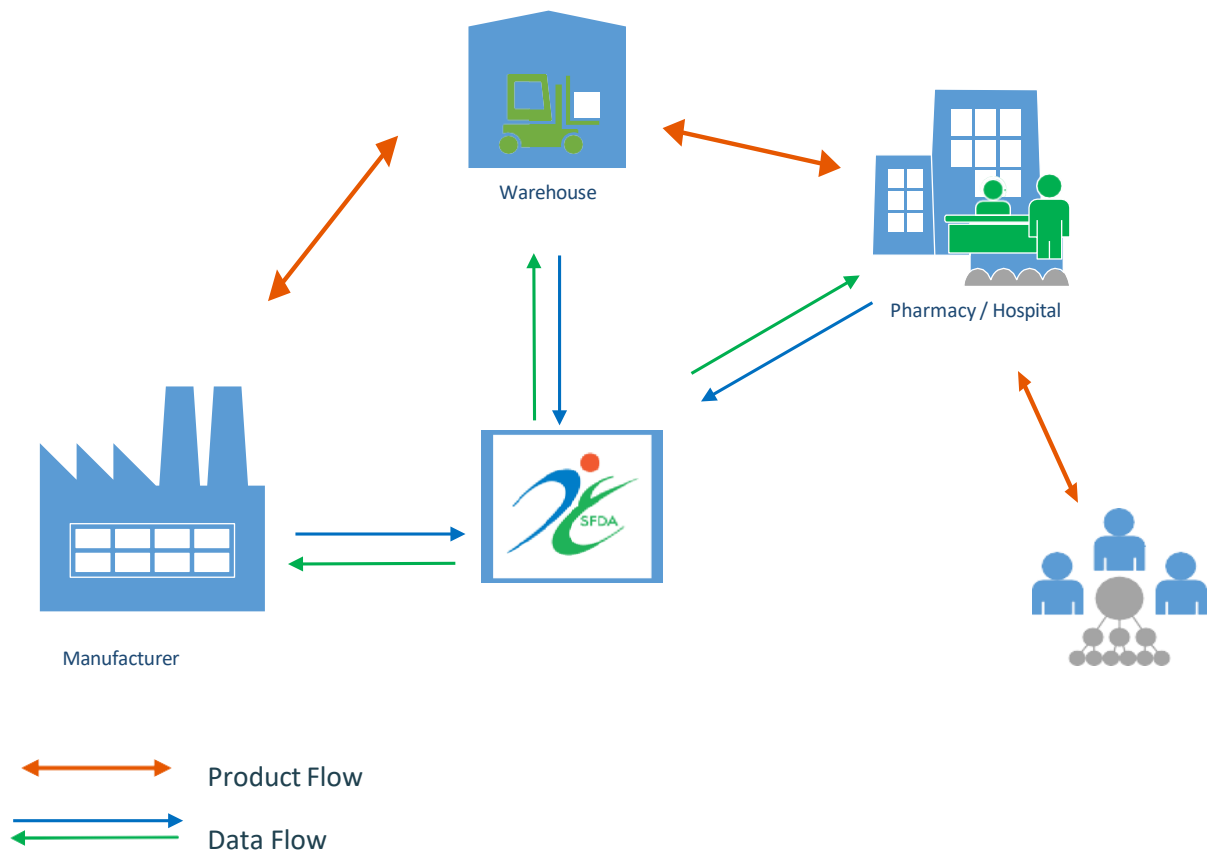 Warehouse
Pharmacy / Hospital
SFDA
Manufacturer
Product Flow
Data Flow